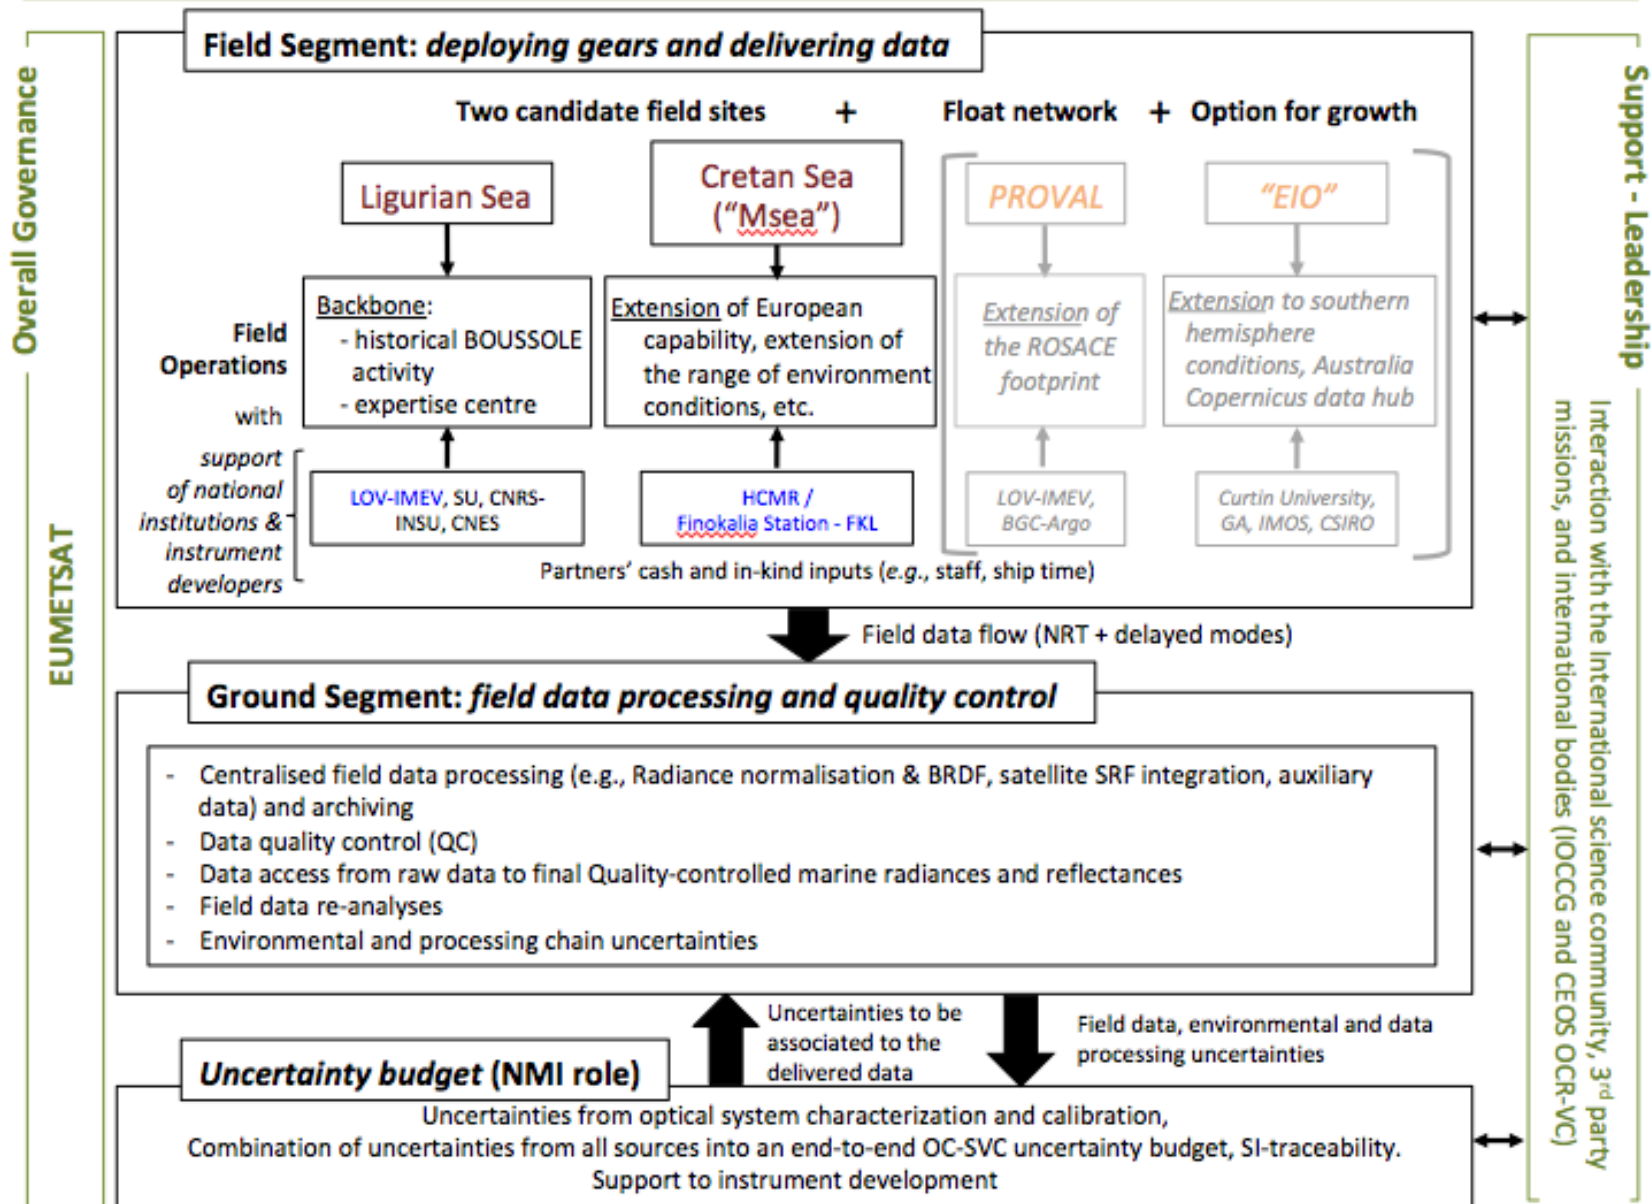 Field Segment: deploying gears and delivering data
Two candidate field sites + Float network + Option for growth
Ligurian Sea
Cretan Sea
("Msea")
PROVAL
"EIO"
Field
Operations
with
support
of national
institutions &
instrument
developers
Backbone:
- historical BOUSSOLE
activity
- expertise centre
Extension of European
capability, extension of
the range of environment
conditions, etc.
Extension of
the ROSACE
footprint
Extension to southern
hemisphere
conditions, Australia
Copernicus data hub
LOV-IMEV, SU, CNRS-
INSU, CNES
HCMR /
Finokalia Station - FKL
LOV-IMEV,
BGC-Argo
Curtin University,
GA, IMOS, CSIRO
Partners' cash and in-kind inputs (e.g., staff, ship time)
Field data flow (NRT + delayed modes)
Ground Segment: field data processing and quality control
- Centralised field data processing (e.g., Radiance normalisation & BRDF, satellite SRF integration, auxiliary
data) and archiving
- Data quality control (QC)
- Data access from raw data to final Quality-controlled marine radiances and reflectances
- Field data re-analyses
- Environmental and processing chain uncertainties
Uncertainties to be
associated to the
delivered data
Field data, environmental and data
processing uncertainties
Uncertainty budget (NMI role)
Uncertainties from optical system characterization and calibration,
Combination of uncertainties from all sources into an end-to-end OC-SVC uncertainty budget, SI-traceability.
Support to instrument development
Overall Governance
EUMETSAT
Support - Leadership
Interaction with the International science community, 3rd party
missions, and international bodies (IOCCG and CEOS OCR-VC)